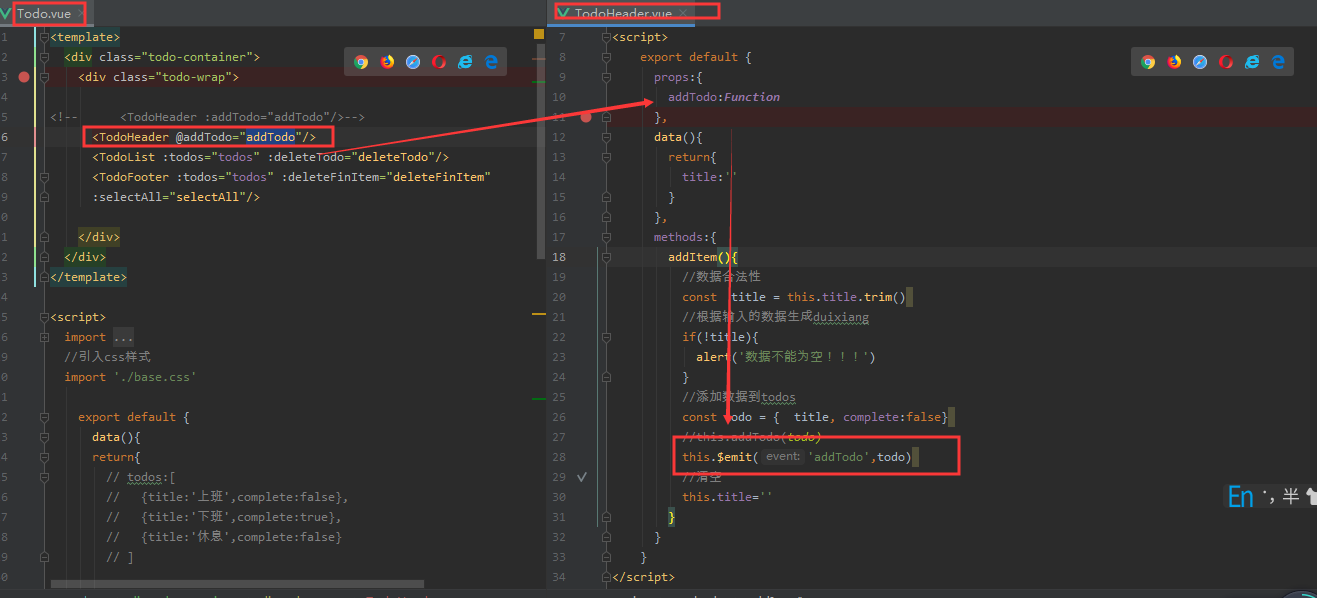 Todo.vue
1 <template>
2 <div class="todo-container">
3 <div class="todo-wrap">
4
5 <!-- <TodoHeader :addTodo="addTodo"/>-->
6 <TodoHeader @addTodo="addTodo"/>
7 <TodoList :todos="todos" :deleteTodo="deleteTodo"/>
8 <TodoFooter :todos="todos" :deleteFinItem="deleteFinItem"
9 :selectAll="selectAll"/>
0
1 </div>
2 </div>
3 </template>
4
5 <script>
6 import ...
9 //引入css样式
0 import './base.css'
1
2 export default {
3 data(){
4 return{
5 // todos:[
6 // {title:'上班',complete:false},
7 // {title:'下班',complete:true},
8 // {title:'休息',complete:false}
9 // ]
0
TodoHeader.vue
7 <script>
8 export default {
9 props:{
10 addTodo:Function
11 },
12 data(){
13 return{
14 title:''
15 }
16 },
17 methods:{
18 addItem(){
19 //数据合法性
20 const title = this.title.trim()
21 //根据输入的数据生成duixiang
22 if(!title){
23 alert('数据不能为空！！！')
24 }
25 //添加数据到todos
26 const todo = { title, complete:false}
27 //this.addTodo(todo)
28 this.$emit( event: 'addTodo',todo)
29 //清空
30 this.title=''
31 }
32 }
33 }
34 </script>
En ，半